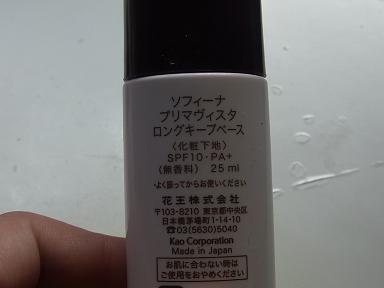 ソフィーナ
プリマヴィスタ
ロングキープベース
〈化粧下地〉
SPF10・PA+
〈無香料〉 25ml
・よく振ってからお使いください
花王株式会社
〒103-8210 東京都中央区
日本橋茅場町1-14-10
☎03(5630)5040
Kao Corporation
Made in Japan
お肌に合わない時は
ご使用をおやめください